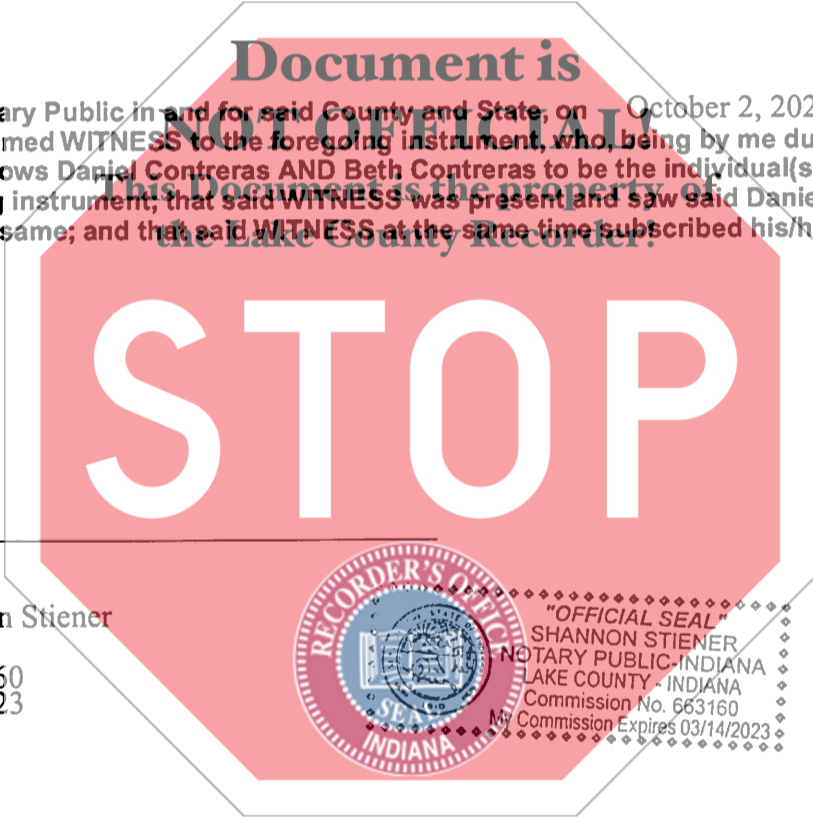 Document is
ary Public in and for said County and State, on October 2, 202
NOT OFFICIAL!
med WITNESS to the foregoing instrument, who, being by me du
ows Daniel Contreras AND Beth Contreras to be the individual(s
This Document is the property of
g instrument; that said WITNESS was present and saw said Danie
the Lake County Recorder!
same; and that said WITNESS at the same time subscribed his/h
STOP
n Stiener
60
23
RECORDER'S OFFICE
SEAL
INDIANA
"OFFICIAL SEAL"
SHANNON STIENER
NOTARY PUBLIC-INDIANA
LAKE COUNTY - INDIANA
Commission No. 663160
My Commission Expires 03/14/2023